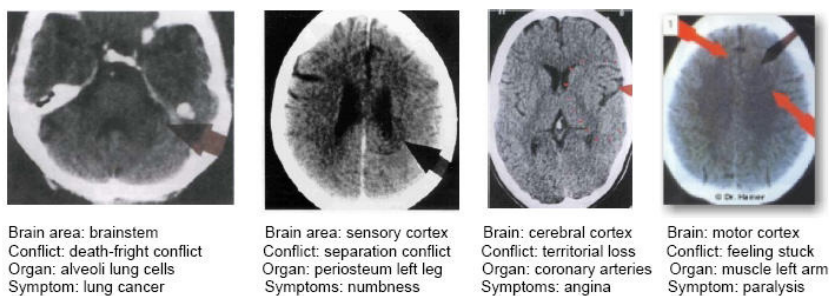 1
© Dr. Hamer
Brain area: brainstem
Conflict: death-fright conflict
Organ: alveoli lung cells
Symptom: lung cancer
Brain area: sensory cortex
Conflict: separation conflict
Organ: periosteum left leg
Symptoms: numbness
Brain: cerebral cortex
Conflict: territorial loss
Organ: coronary arteries
Symptoms: angina
Brain: motor cortex
Conflict: feeling stuck
Organ: muscle left arm
Symptom: paralysis